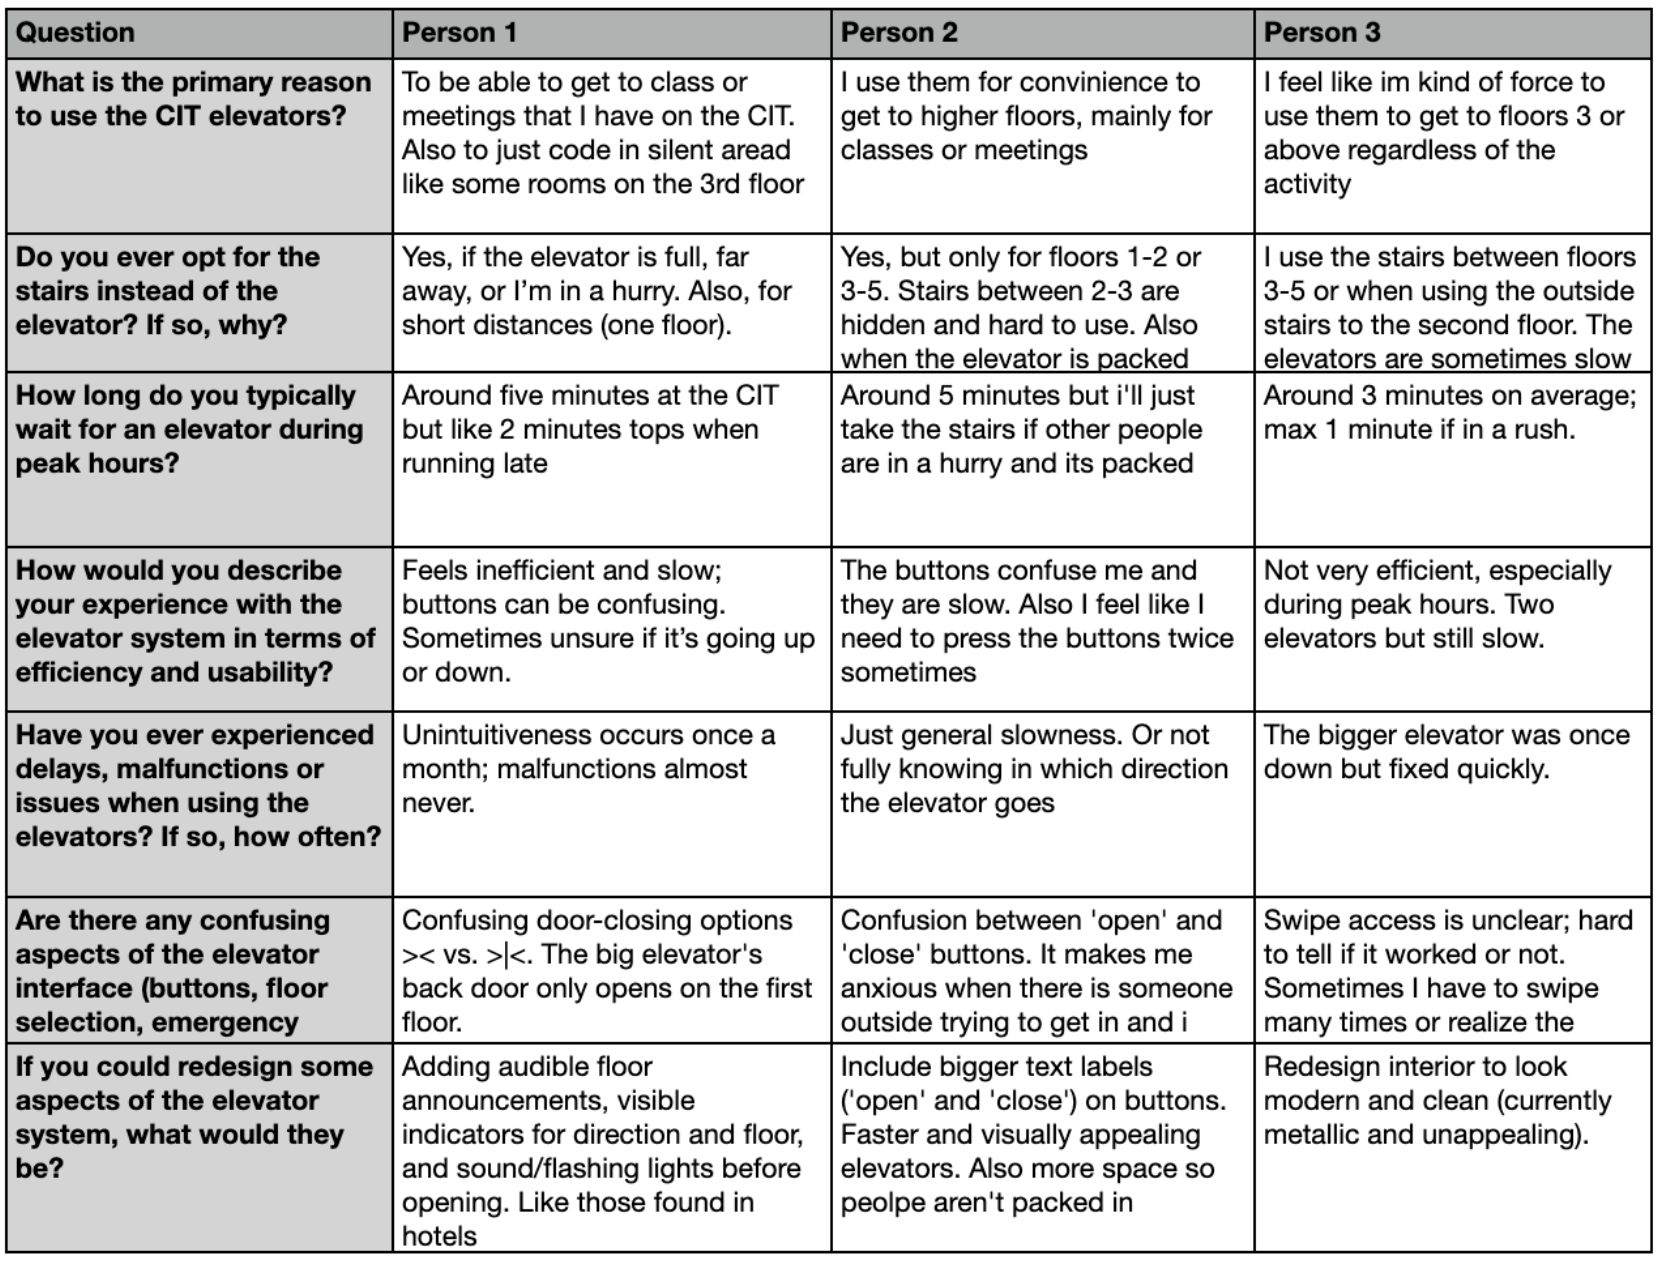 Question
Person 1
Person 2
Person 3
What is the primary reason
to use the CIT elevators?
To be able to get to class or
meetings that I have on the CIT.
Also to just code in silent aread
like some rooms on the 3rd floor
I use them for convinience to
get to higher floors, mainly for
classes or meetings
I feel like im kind of force to
use them to get to floors 3 or
above regardless of the
activity
Do you ever opt for the
stairs instead of the
elevator? If so, why?
Yes, if the elevator is full, far
away, or I’m in a hurry. Also, for
short distances (one floor).
Yes, but only for floors 1-2 or
3-5. Stairs between 2-3 are
hidden and hard to use. Also
when the elevator is packed
I use the stairs between floors
3-5 or when using the outside
stairs to the second floor. The
elevators are sometimes slow
How long do you typically
wait for an elevator during
peak hours?
Around five minutes at the CIT
but like 2 minutes tops when
running late
Around 5 minutes but i'll just
take the stairs if other people
are in a hurry and its packed
Around 3 minutes on average;
max 1 minute if in a rush.
How would you describe
your experience with the
elevator system in terms of
efficiency and usability?
Feels inefficient and slow;
buttons can be confusing.
Sometimes unsure if it’s going up
or down.
The buttons confuse me and
they are slow. Also I feel like I
need to press the buttons twice
sometimes
Not very efficient, especially
during peak hours. Two
elevators but still slow.
Have you ever experienced
delays, malfunctions or
issues when using the
elevators? If so, how often?
Unintuitiveness occurs once a
month; malfunctions almost
never.
Just general slowness. Or not
fully knowing in which direction
the elevator goes
The bigger elevator was once
down but fixed quickly.
Are there any confusing
aspects of the elevator
interface (buttons, floor
selection, emergency
Confusing door-closing options
>< vs. >|<. The big elevator's
back door only opens on the first
floor.
Confusion between 'open' and
'close' buttons. It makes me
anxious when there is someone
outside trying to get in and i
Swipe access is unclear; hard
to tell if it worked or not.
Sometimes I have to swipe
many times or realize the
If you could redesign some
aspects of the elevator
system, what would they
be?
Adding audible floor
announcements, visible
indicators for direction and floor,
and sound/flashing lights before
opening. Like those found in
hotels
Include bigger text labels
('open' and 'close') on buttons.
Faster and visually appealing
elevators. Also more space so
peolpe aren't packed in
Redesign interior to look
modern and clean (currently
metallic and unappealing).